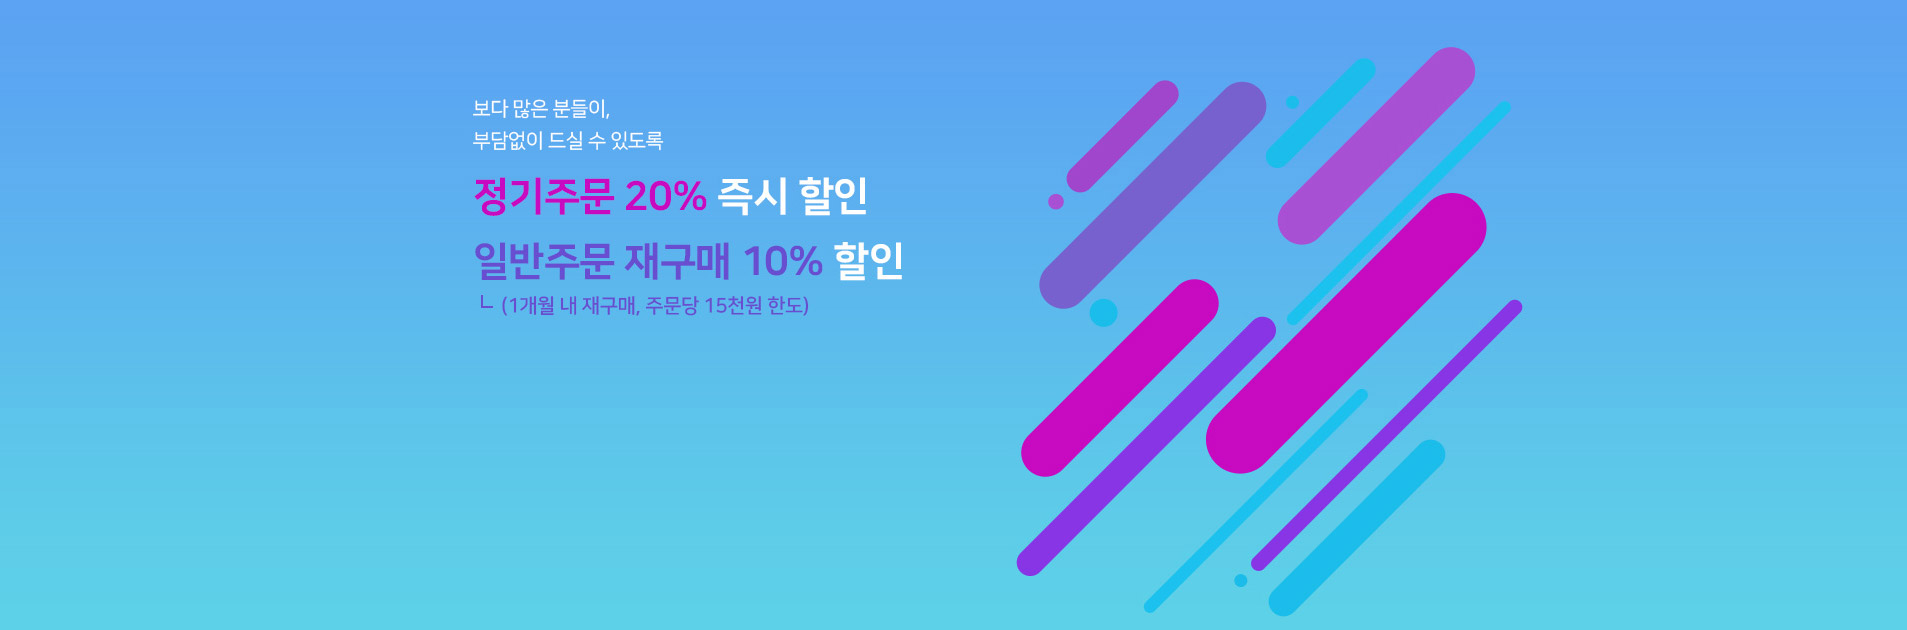 보다 많은 분들이,
부담없이 드실 수 있도록
정기주문 20% 즉시 할인
일반주문 재구매 10% 할인
└ (1개월 내 재구매, 주문당 15천원 한도)